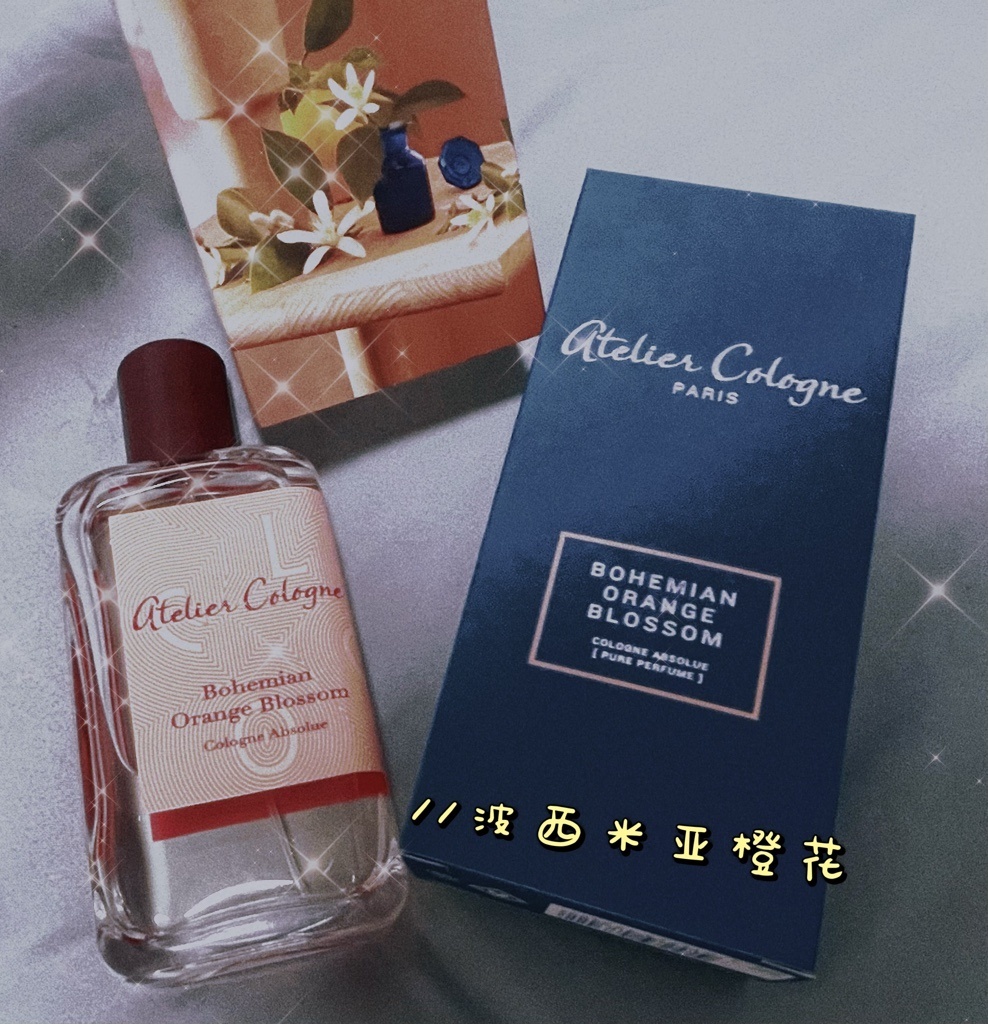 Atelier Cologne
PARIS
BOHEMIAN
ORANGE
BLOSSOM
COLOGNE ABSOLUE
[ PURE PERFUME ]
Atelier Cologne
Bohemian
Orange Blossom
Cologne Absolue
//波西米亚橙花